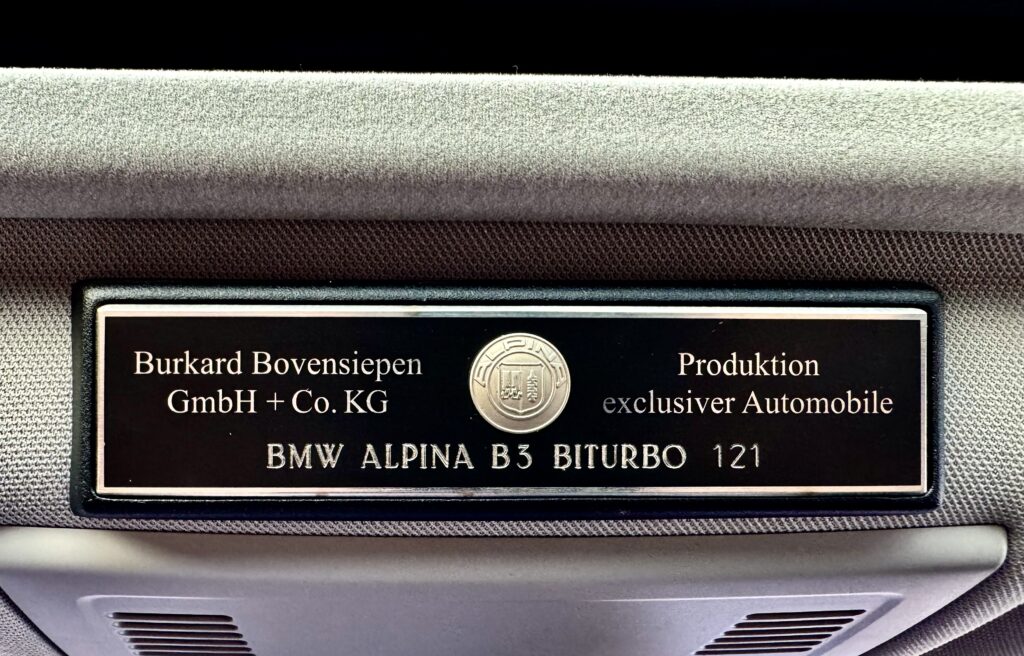 Burkard Bovensiepen
GmbH + Co. KG
ALPINA
Produktion
exclusiver Automobile
BMW ALPINA B3 BITURBO 121